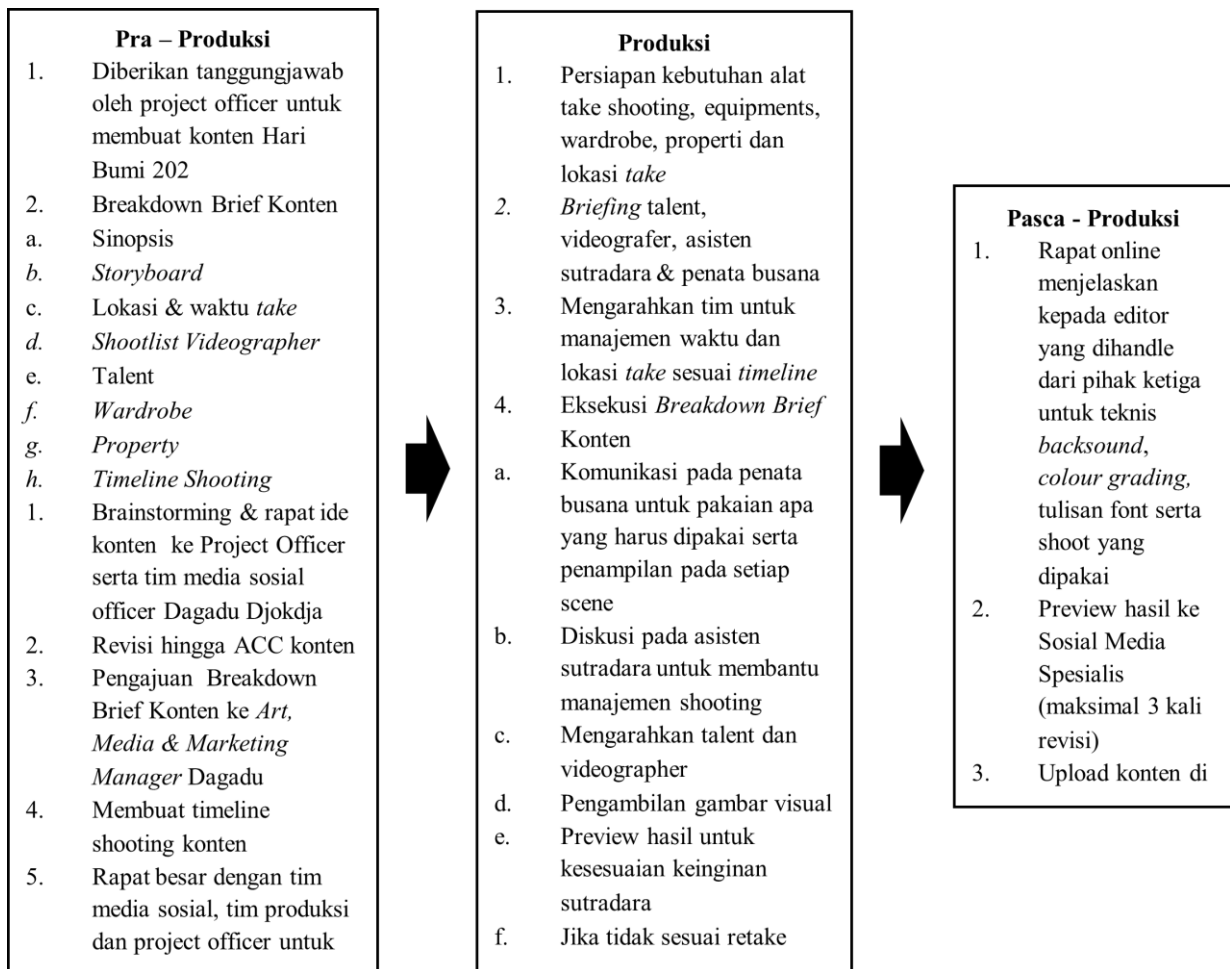 Pra – Produksi
1. Diberikan tanggungjawab
oleh project officer untuk
membuat konten Hari
Bumi 202
2. Breakdown Brief Konten
a. Sinopsis
b. Storyboard
c. Lokasi & waktu take
d. Shootlist Videographer
e. Talent
f. Wardrobe
g. Property
h. Timeline Shooting
1. Brainstorming & rapat ide
konten ke Project Officer
serta tim media sosial
officer Dagadu Djokdja
2. Revisi hingga ACC konten
3. Pengajuan Breakdown
Brief Konten ke Art,
Media & Marketing
Manager Dagadu
4. Membuat timeline
shooting konten
5. Rapat besar dengan tim
media sosial, tim produksi
dan project officer untuk
Produksi
1. Persiapan kebutuhan alat
take shooting, equipments,
wardrobe, properti dan
lokasi take
2. Briefing talent,
videografer, asisten
sutradara & penata busana
3. Mengarahkan tim untuk
manajemen waktu dan
lokasi take sesuai timeline
4. Eksekusi Breakdown Brief
Konten
a. Komunikasi pada penata
busana untuk pakaian apa
yang harus dipakai serta
penampilan pada setiap
scene
b. Diskusi pada asisten
sutradara untuk membantu
manajemen shooting
c. Mengarahkan talent dan
videographer
d. Pengambilan gambar visual
e. Preview hasil untuk
kesesuaian keinginan
sutradara
f. Jika tidak sesuai retake
Pasca - Produksi
1. Rapat online
menjelaskan
kepada editor
yang dihandle
dari pihak ketiga
untuk teknis
backsound,
colour grading,
tulisan font serta
shoot yang
dipakai
2. Preview hasil ke
Sosial Media
Spesialis
(maksimal 3 kali
revisi)
3. Upload konten di